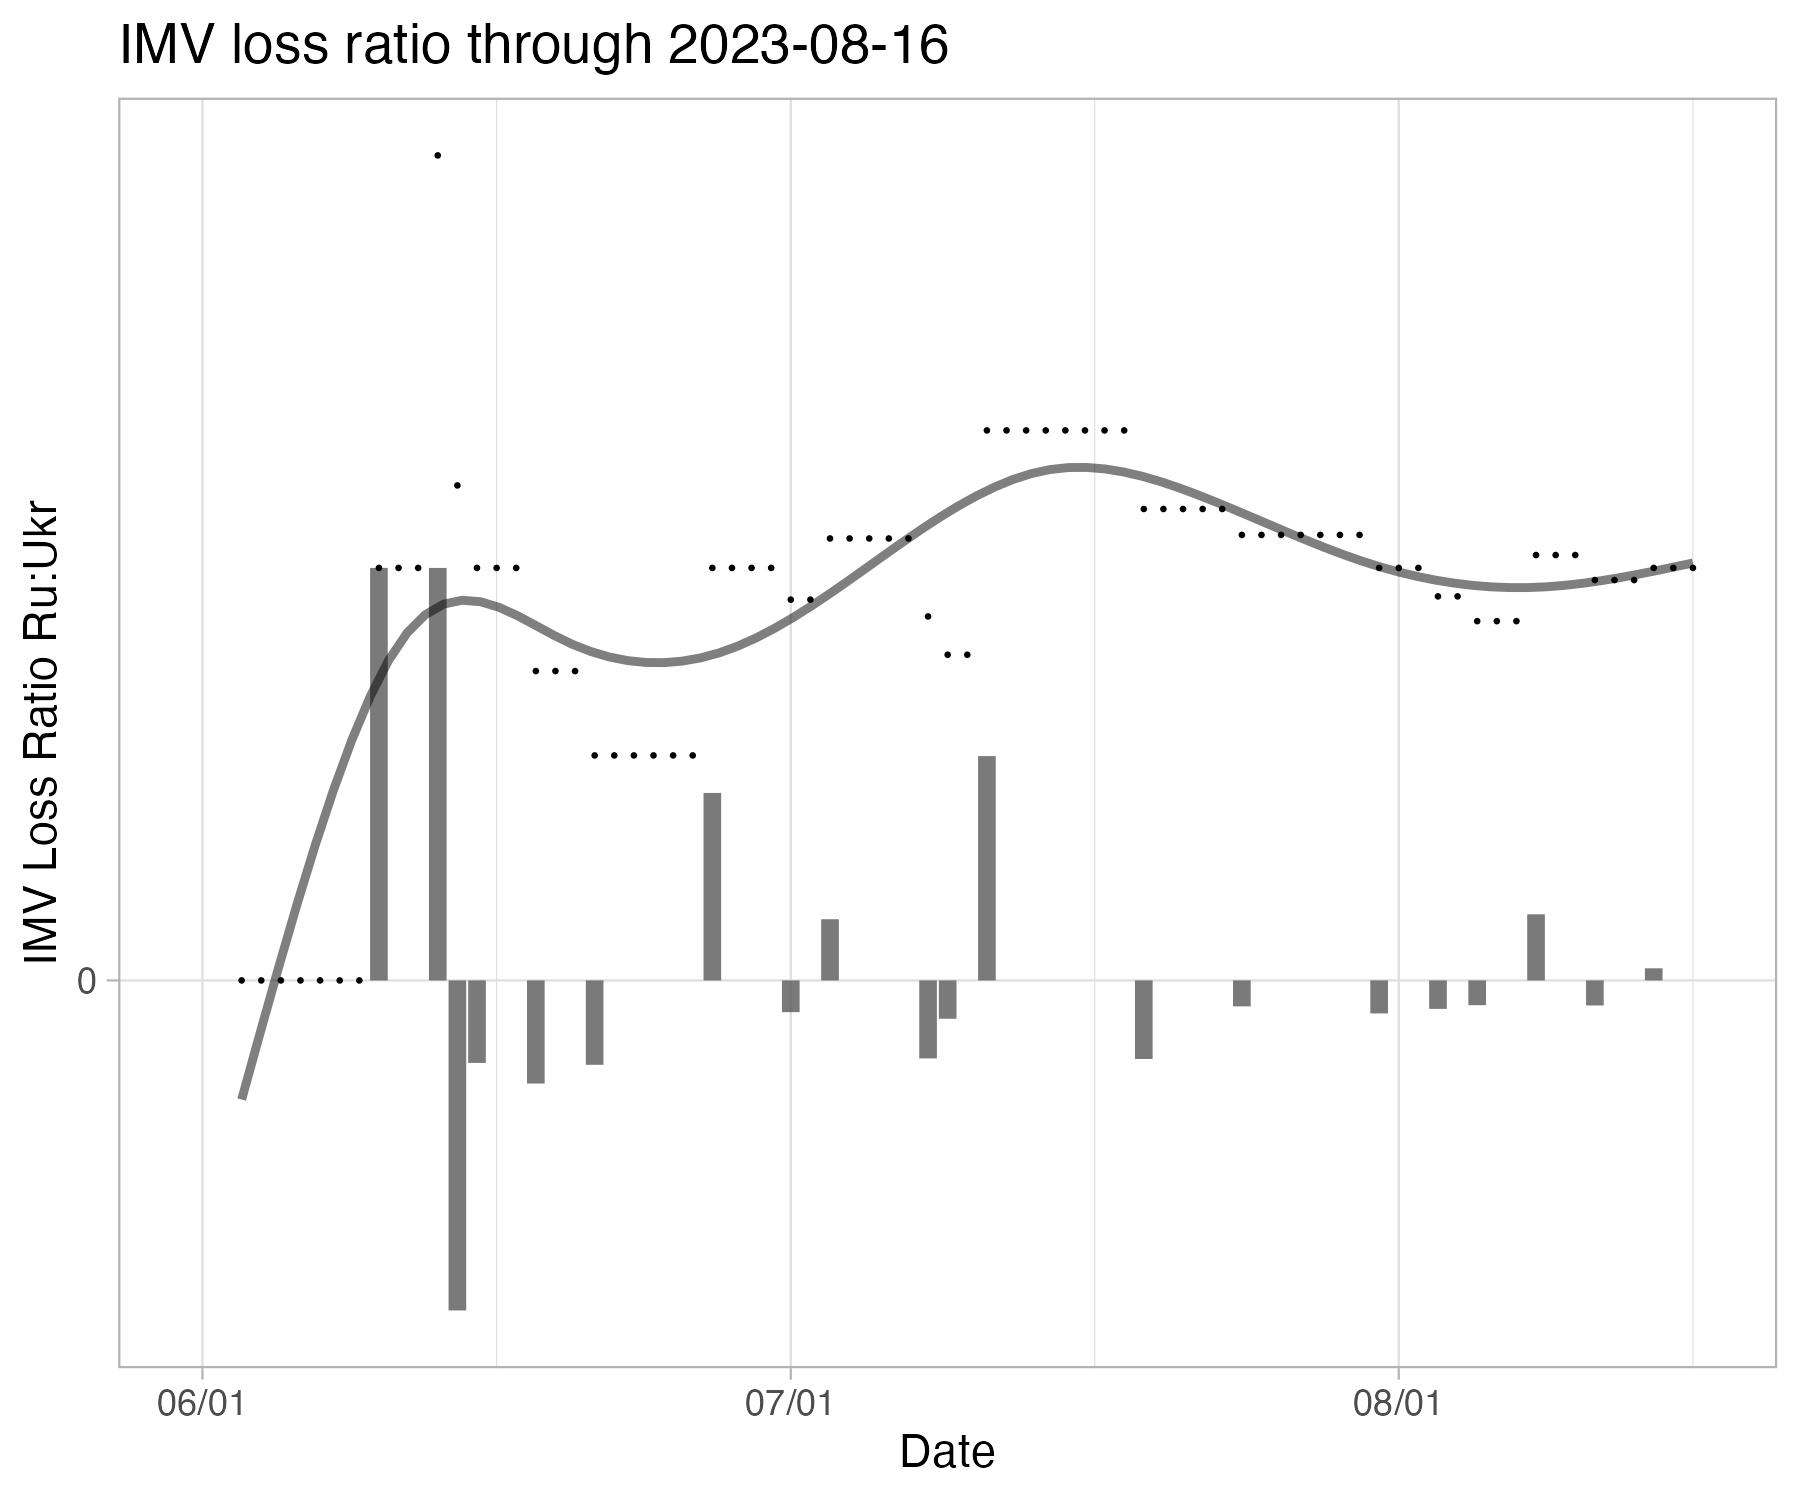 IMV loss ratio through 2023-08-16
IMV Loss Ratio Ru:Ukr
0
06/01
07/01
08/01
Date